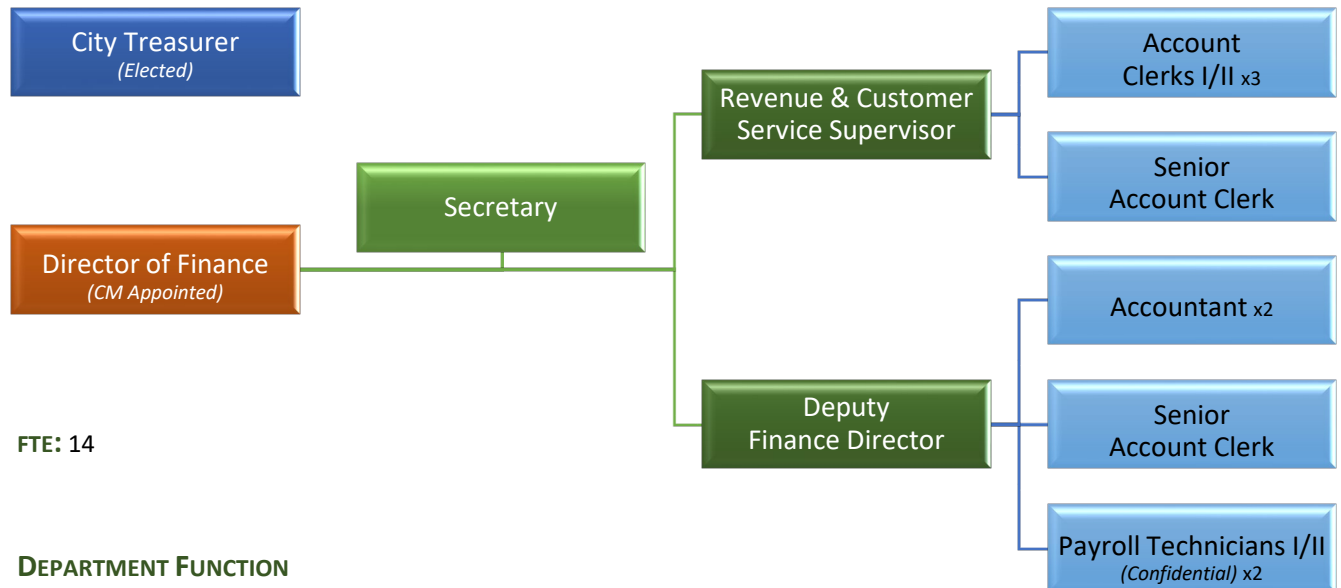 City Treasurer
(Elected)
Director of Finance
(CM Appointed)
Secretary
Revenue & Customer
Service Supervisor
Deputy
Finance Director
Account
Clerks I/II x3
Senior
Account Clerk
Accountant x2
Senior
Account Clerk
Payroll Technicians I/II
(Confidential) x2
FTE: 14
DEPARTMENT FUNCTION